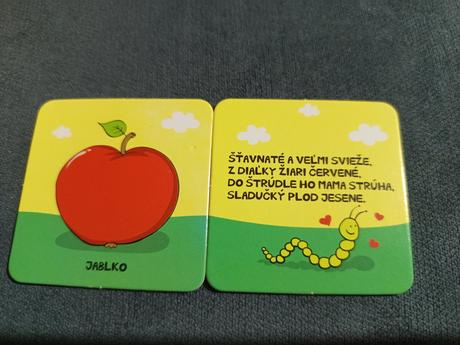 JABLKO
ŠŤAVNATÉ A VEĽMI SVIEŽE,
Z DIAĽKY ŽIARI ČERVENÉ,
DO ŠTRÚDLE HO MAMA STRÚHA,
SLADUČKÝ PLOD JESENE.